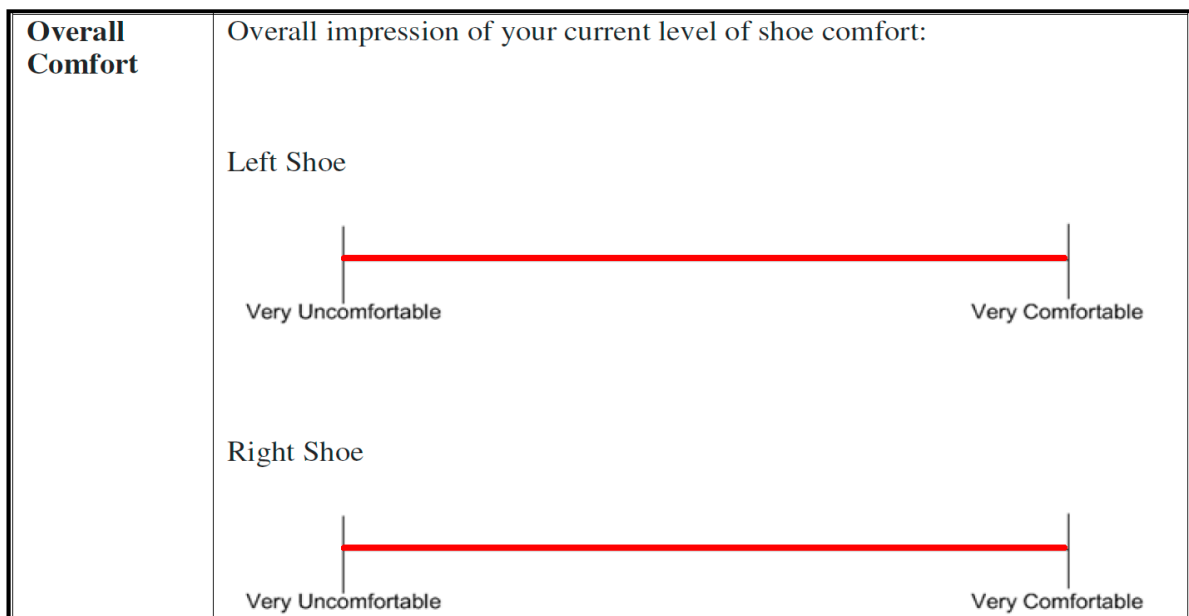 Overall
Comfort
Overall impression of your current level of shoe comfort:
Left Shoe
Very Uncomfortable
Very Comfortable
Right Shoe
Very Uncomfortable
Very Comfortable